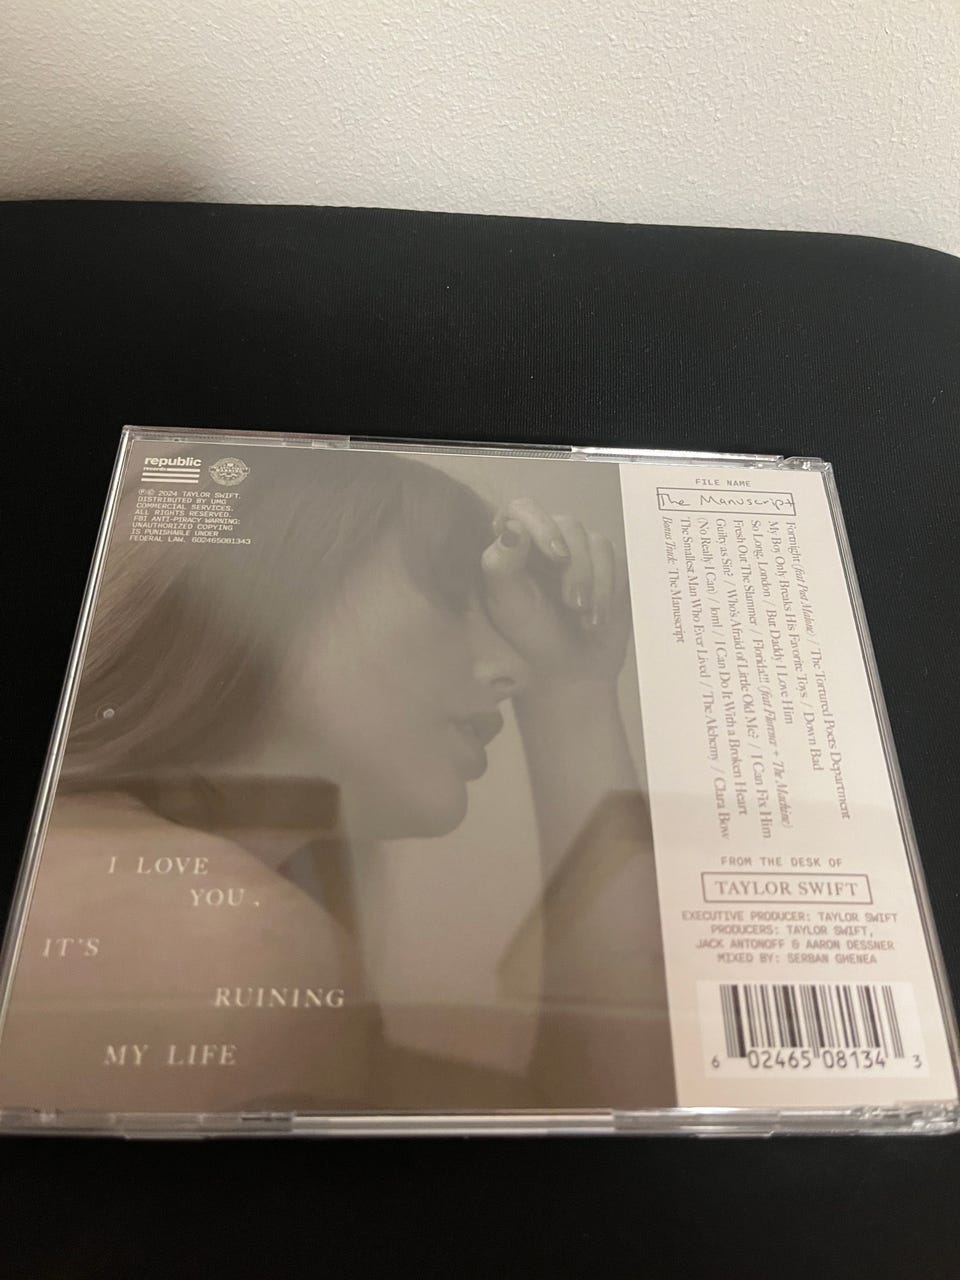 republic
records
℗© 2024 TAYLOR SWIFT.
DISTRIBUTED BY UMG
COMMERCIAL SERVICES.
ALL RIGHTS RESERVED.
FBI ANTI-PIRACY WARNING:
UNAUTHORIZED COPYING
IS PUNISHABLE UNDER
FEDERAL LAW. 602465081343
I LOVE
YOU,
IT'S
RUINING
MY LIFE
FILE NAME
The Manuscript
Fortnight (feat. Post Malone) / The Tortured Poets Department
My Boy Only Breaks His Favorite Toys / Down Bad
So Long, London / But Daddy I Love Him
Fresh Out The Slammer / Florida!!! (feat. Florence + The Machine)
Guilty as Sin? / Who's Afraid of Little Old Me? / I Can Fix Him
(No Really I Can) / loml / I Can Do It With a Broken Heart
The Smallest Man Who Ever Lived / The Alchemy / Clara Bow
Bonus Track: The Manuscript
FROM THE DESK OF
TAYLOR SWIFT
EXECUTIVE PRODUCER: TAYLOR SWIFT
PRODUCERS: TAYLOR SWIFT,
JACK ANTONOFF & AARON DESSNER
MIXED BY: SERBAN GHENEA
6 02465 08134 3